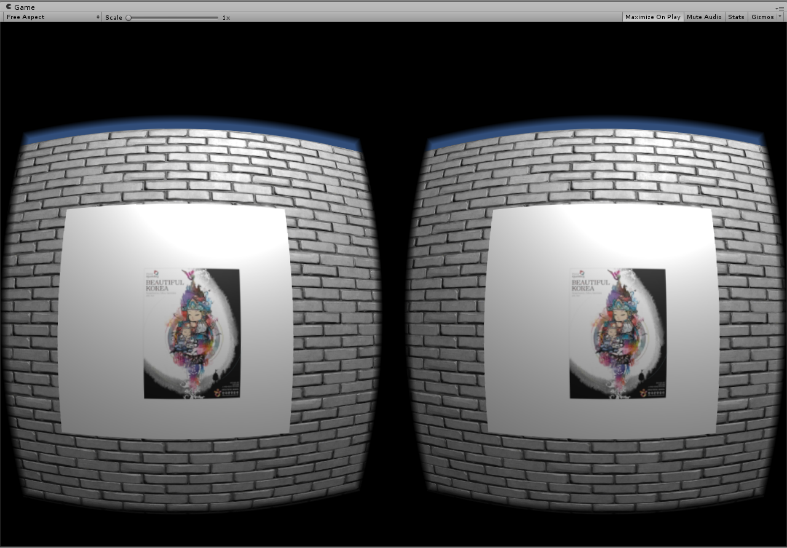 Game
Free Aspect
Scale
1x
Maximize On Play
Mute Audio
Stats
Gizmos
BEAUTIFUL
KOREA
BEAUTIFUL
KOREA